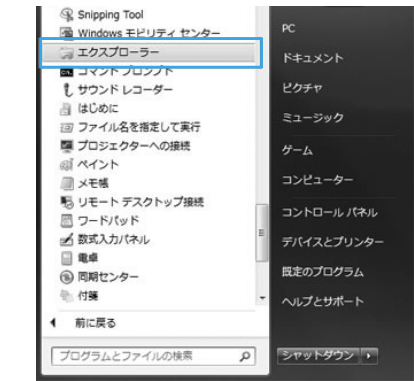 Snipping Tool
Windows モビリティ センター
エクスプローラー
コマンド プロンプト
サウンド レコーダー
はじめに
ファイル名を指定して実行
プロジェクターへの接続
ペイント
メモ帳
リモート デスクトップ接続
ワードパッド
数式入力パネル
電卓
同期センター
付箋
前に戻る
プログラムとファイルの検索
PC
ドキュメント
ピクチャ
ミュージック
ゲーム
コンピューター
コントロール パネル
デバイスとプリンター
既定のプログラム
ヘルプとサポート
シャットダウン